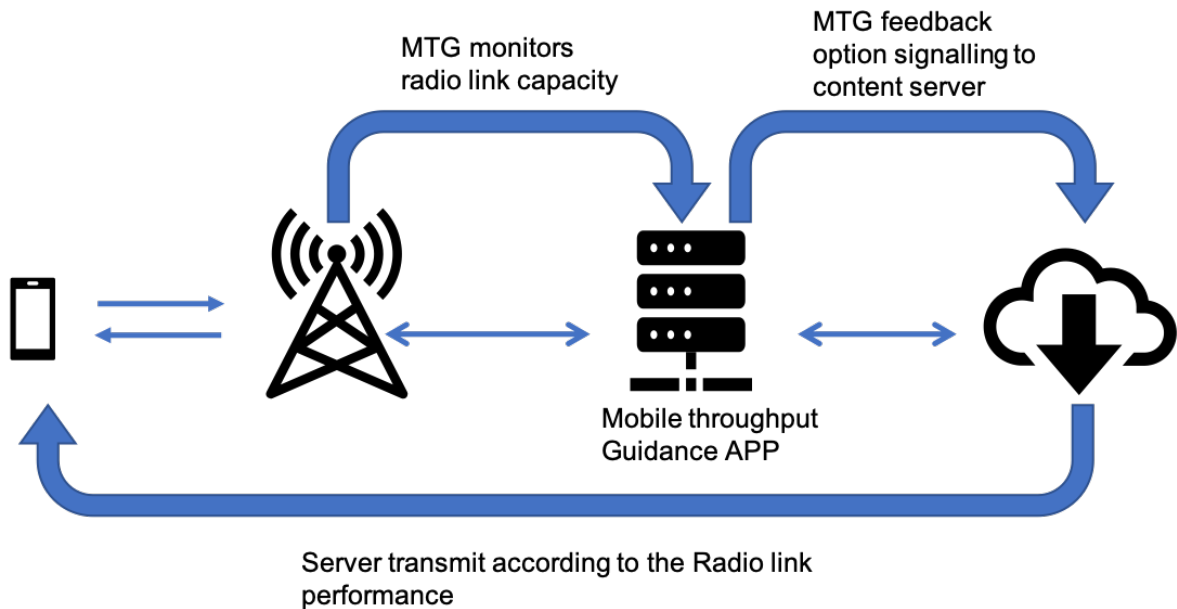 MTG monitors
radio link capacity
MTG feedback
option signalling to
content server
Mobile throughput
Guidance APP
Server transmit according to the Radio link
performance